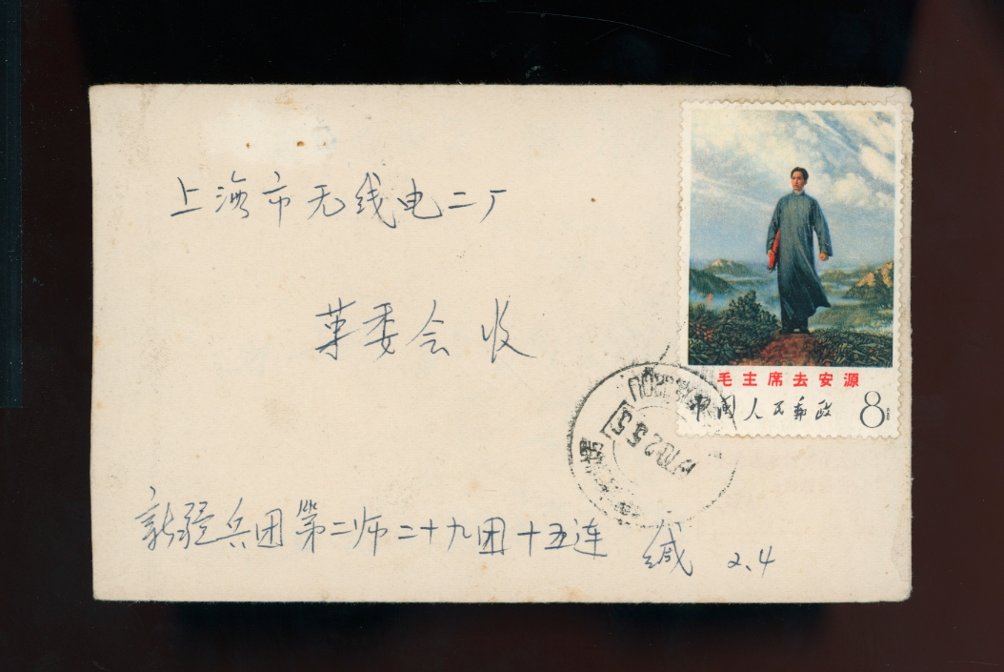 上海市无线电二厂
革委会 收
毛主席去安源
中国人民邮政 8
新疆兵团第二师二十九团十五连 缄 2.4